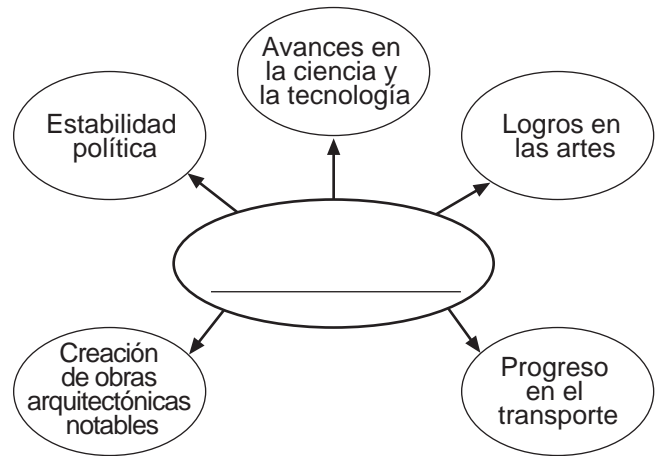 Avances en
la ciencia y
la tecnología
Estabilidad
política
Logros en
las artes
Creación
de obras
arquitectónicas
notables
Progreso
en el
transporte